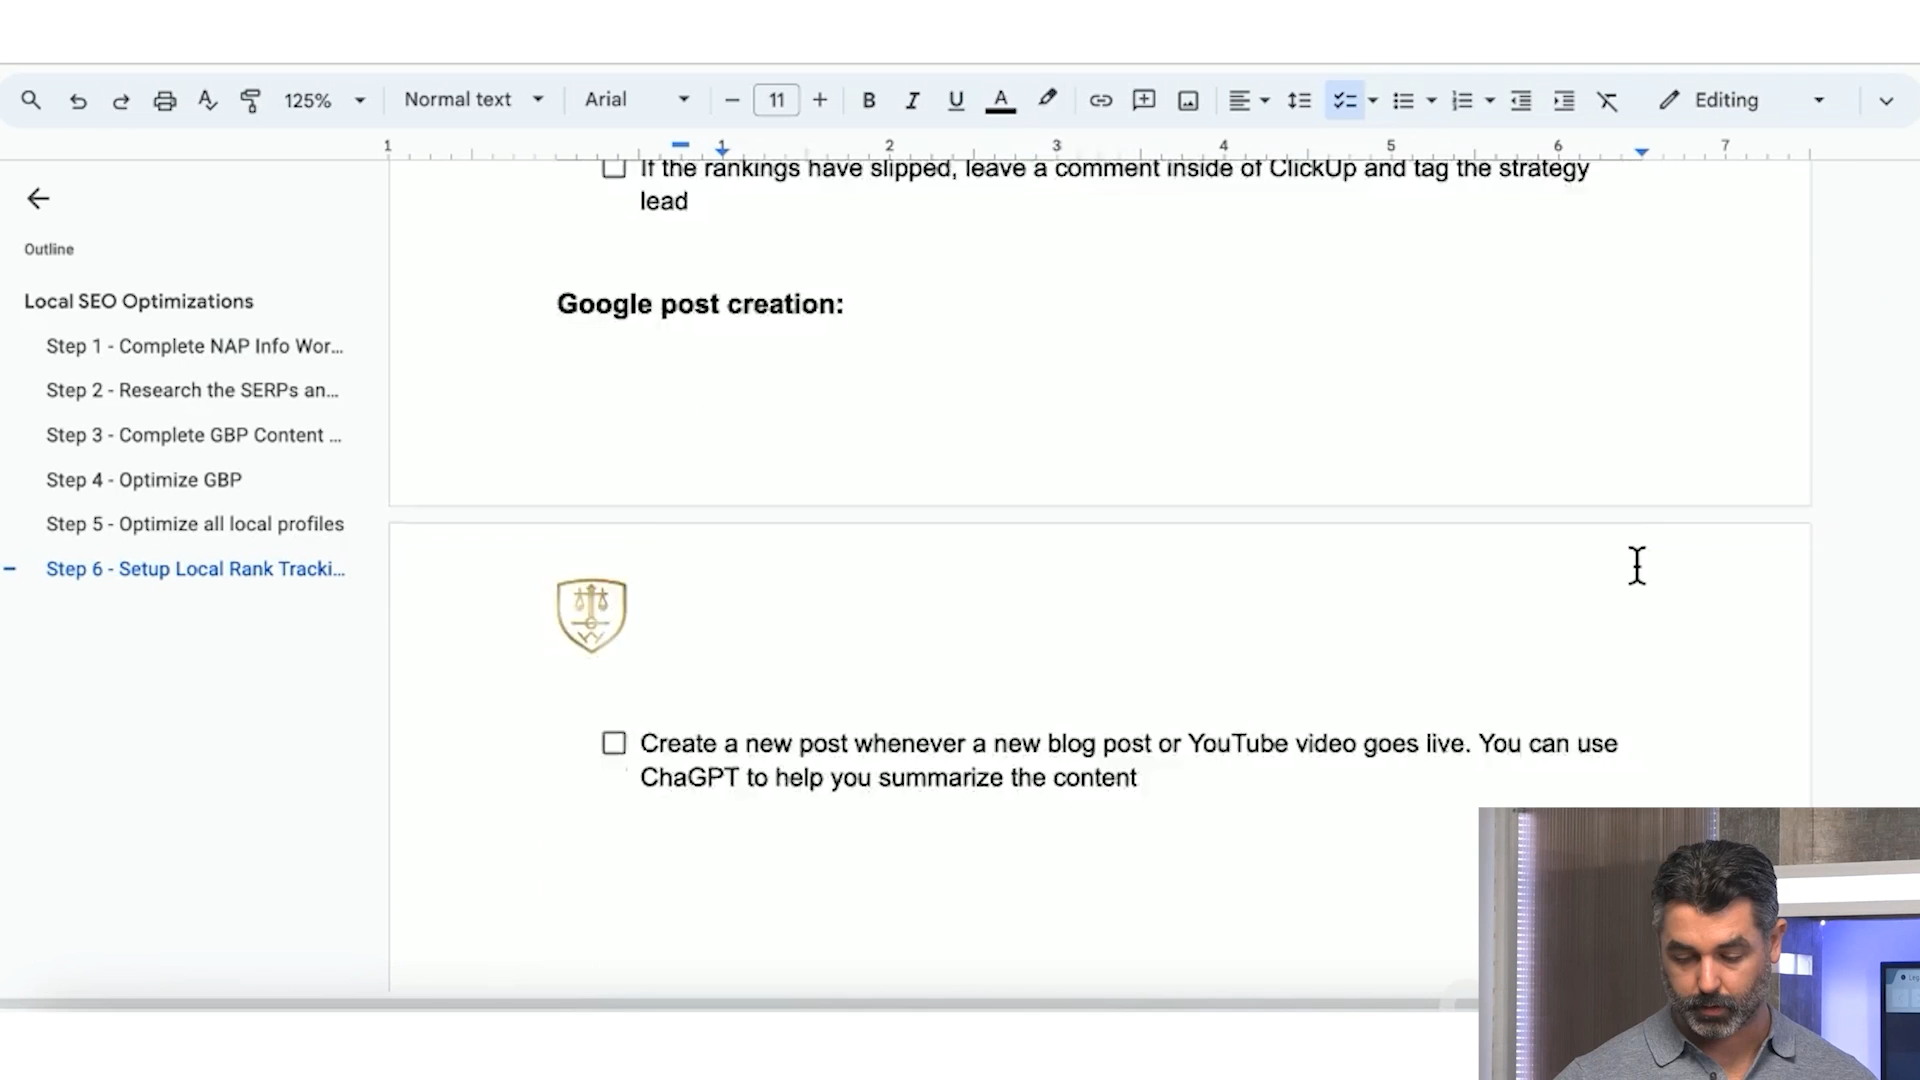 125%
Normal text
Arial
11
B
I
U
A
Editing
1
1
2
3
4
5
6
7
Outline
Local SEO Optimizations
Step 1 - Complete NAP Info Wor...
Step 2 - Research the SERPs an...
Step 3 - Complete GBP Content ...
Step 4 - Optimize GBP
Step 5 - Optimize all local profiles
Step 6 - Setup Local Rank Tracki...
If the rankings have slipped, leave a comment inside of ClickUp and tag the strategy
lead
Google post creation:
Create a new post whenever a new blog post or YouTube video goes live. You can use
ChaGPT to help you summarize the content